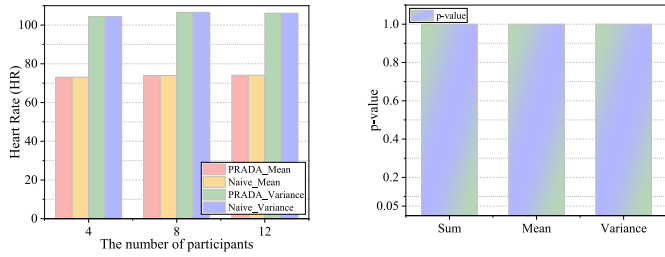 100
80
60
40
20
0
Heart Rate (HR)
PRADA_Mean
Naive_Mean
PRADA_Variance
Naive_Variance
4
8
12
The number of participants
p-value
1.0
0.8
0.6
0.4
0.2
0.05
p-value
Sum
Mean
Variance